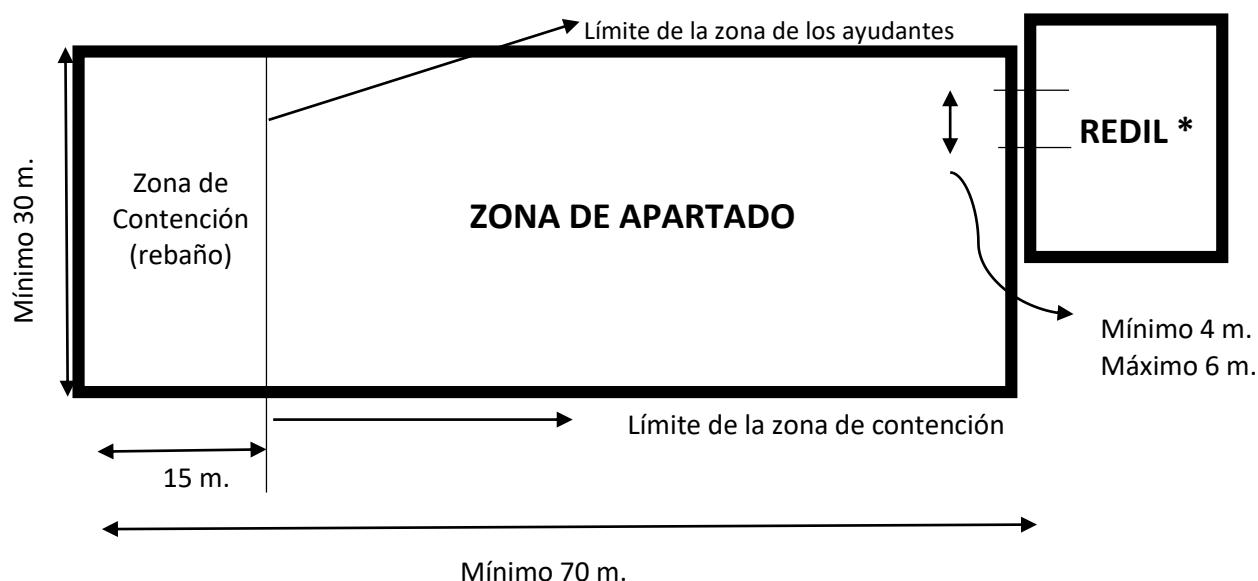 Límite de la zona de los ayudantes
REDIL *
Mínimo 30 m.
Zona de
Contención
(rebaño)
ZONA DE APARTADO
Mínimo 4 m.
Máximo 6 m.
Límite de la zona de contención
15 m.
Mínimo 70 m.